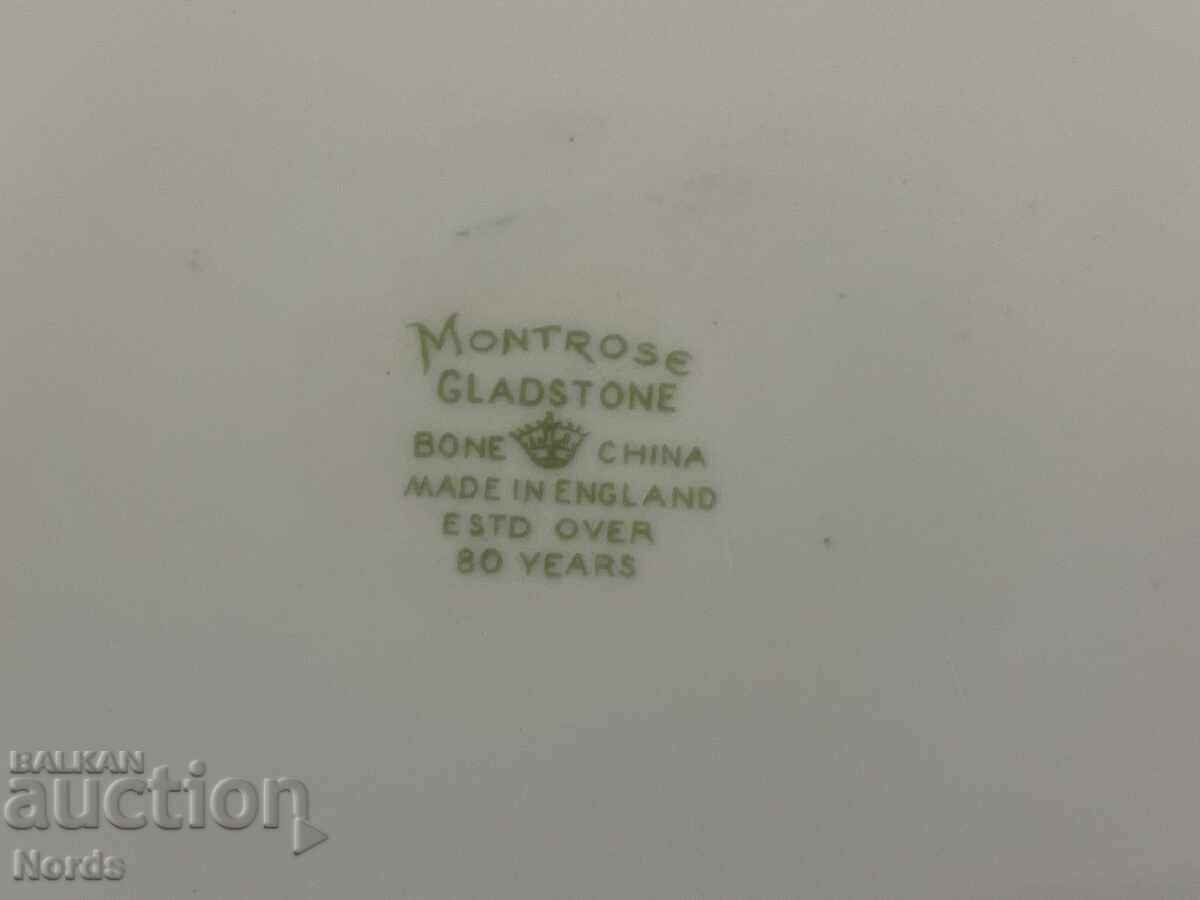 MONTROSE
GLADSTONE
BONE CHINA
MADE IN ENGLAND
ESTD OVER
80 YEARS
BALKAN
auction
Nords